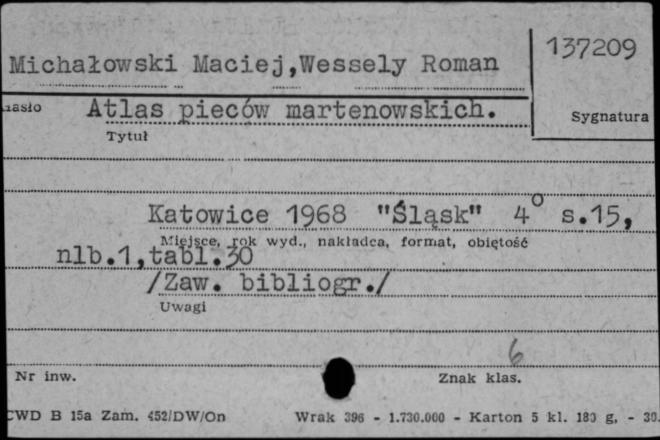 137209
Michałowski Maciej,Wessely Roman
Atlas pieców martenowskich.
Sygnatura
Tytuł
Katowice 1968 "Śląsk" 4° s.15,
Miejsce, rok wyd., nakładca, format, objętość
nlb.1,tabl.30
/Zaw. bibliogr./
Uwagi
6
Nr inw.
Znak klas.
CWD B 15a Zam. 452/DW/On Wrak 396 - 1.730.000 - Karton 5 kl. 180 g, - 30.